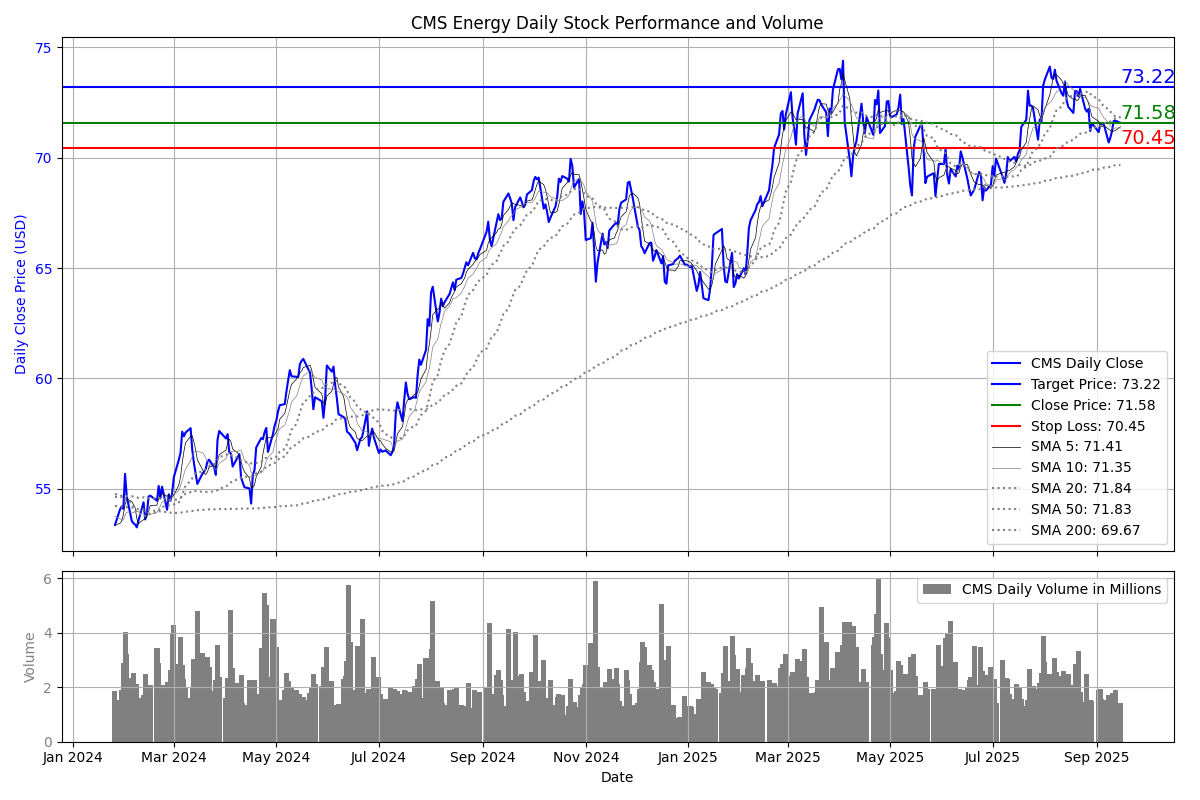 CMS Energy Daily Stock Performance and Volume
75
70
65
60
55
Daily Close Price (USD)
73.22
71.58
70.45
CMS Daily Close
Target Price: 73.22
Close Price: 71.58
Stop Loss: 70.45
SMA 5: 71.41
SMA 10: 71.35
SMA 20: 71.84
SMA 50: 71.83
SMA 200: 69.67
6
4
2
0
Volume
CMS Daily Volume in Millions
Jan 2024 Mar 2024 May 2024 Jul 2024 Sep 2024 Nov 2024 Jan 2025 Mar 2025 May 2025 Jul 2025 Sep 2025
Date